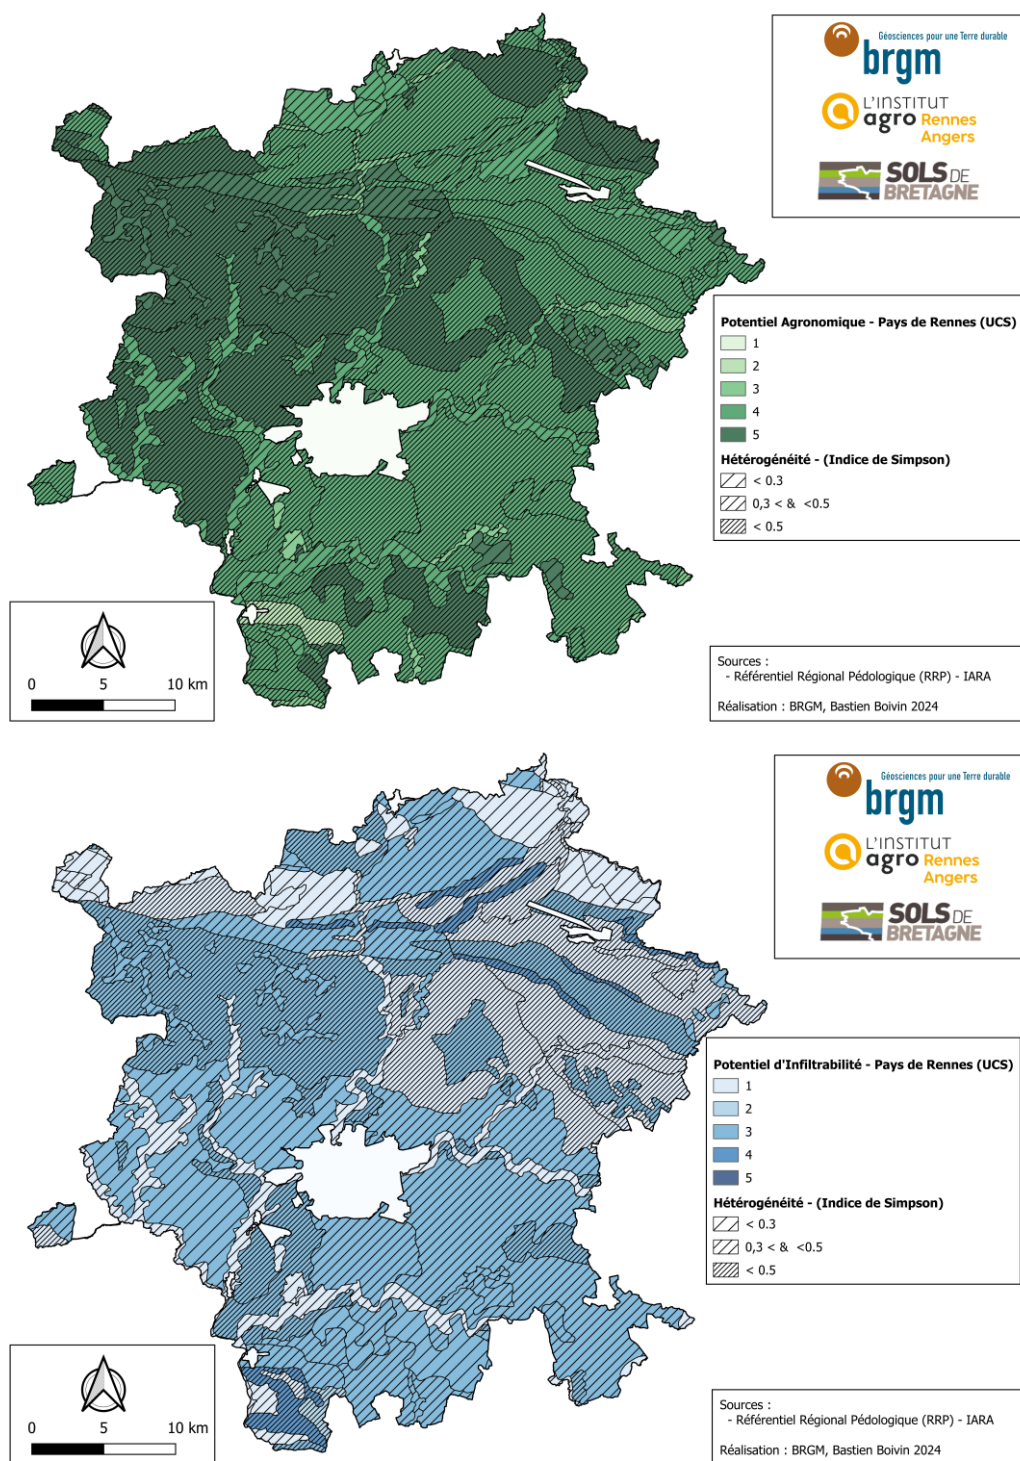 Géosciences pour une Terre durable
brgm
L'INSTITUT
agro Rennes
Angers
SOLS DE
BRETAGNE
Potentiel Agronomique - Pays de Rennes (UCS)
1
2
3
4
5
Hétérogénéité - (Indice de Simpson)
< 0.3
0,3 < & <0.5
< 0.5
0 5 10 km
Sources :
- Référentiel Régional Pédologique (RRP) - IARA
Réalisation : BRGM, Bastien Boivin 2024
Géosciences pour une Terre durable
brgm
L'INSTITUT
agro Rennes
Angers
SOLS DE
BRETAGNE
Potentiel d'Infiltrabilité - Pays de Rennes (UCS)
1
2
3
4
5
Hétérogénéité - (Indice de Simpson)
< 0.3
0,3 < & <0.5
< 0.5
0 5 10 km
Sources :
- Référentiel Régional Pédologique (RRP) - IARA
Réalisation : BRGM, Bastien Boivin 2024